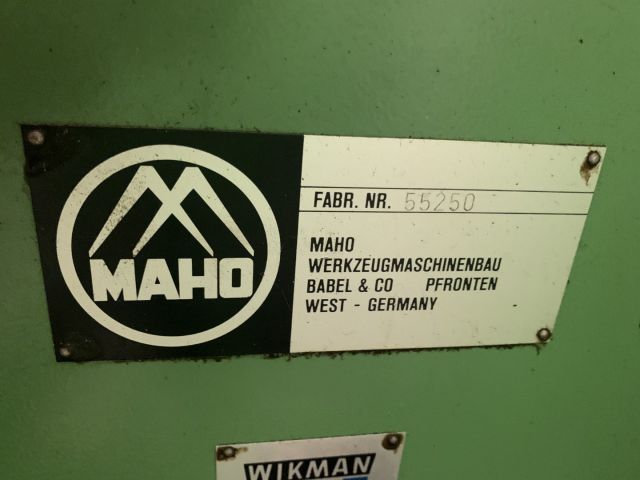 MAHO
FABR. NR. 55250
MAHO
WERKZEUGMASCHINENBAU
BABEL & CO PFRONTEN
WEST - GERMANY
WIKMAN